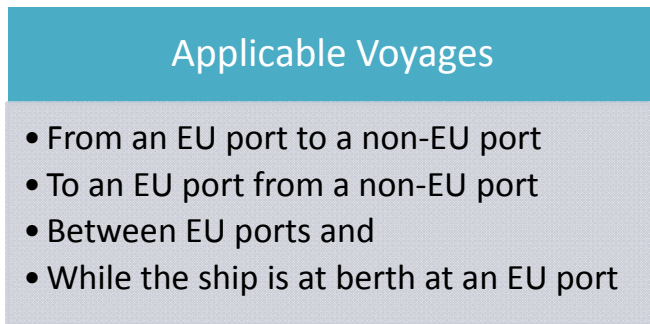 Applicable Voyages
• From an EU port to a non-EU port
• To an EU port from a non-EU port
• Between EU ports and
• While the ship is at berth at an EU port